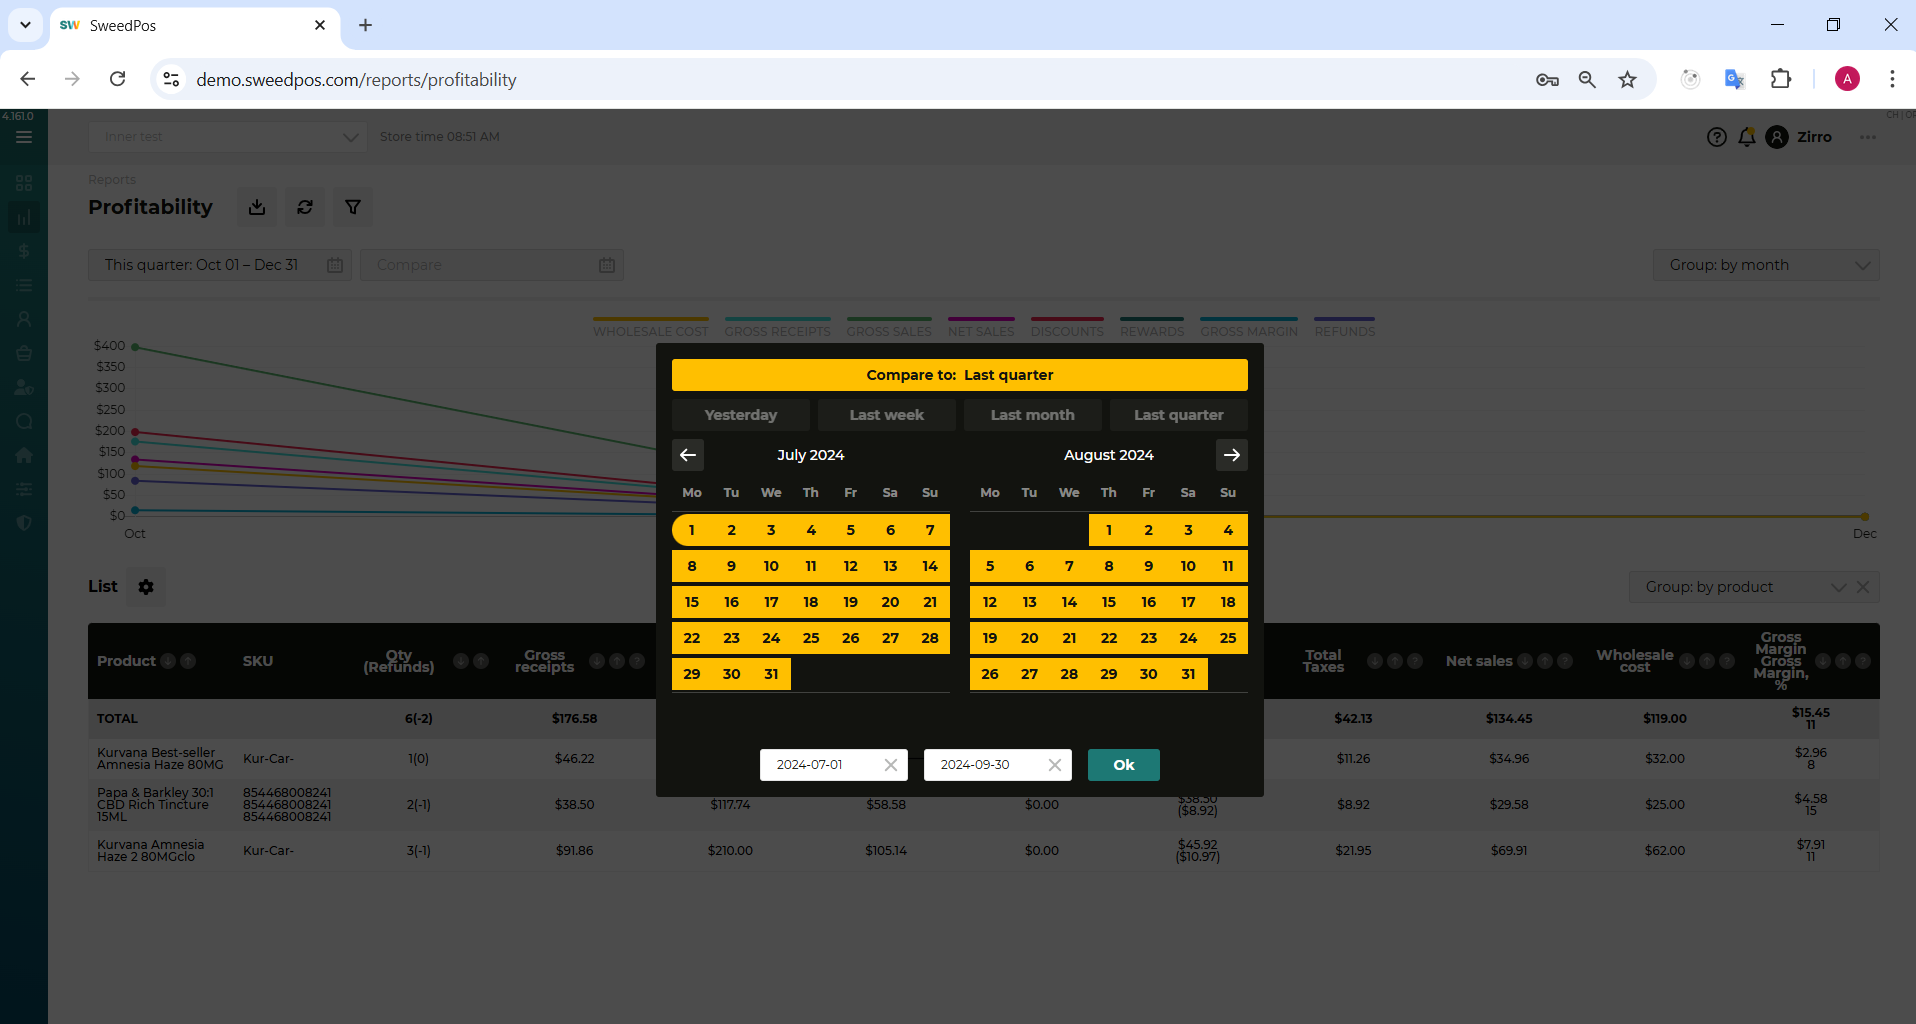 SW SweedPos
demo.sweedpos.com/reports/profitability
A
4.161.0
CH | OR
Inner test
Store time 08:51 AM
Zirro
Reports
Profitability
This quarter: Oct 01 – Dec 31
Compare
Group: by month
WHOLESALE COST GROSS RECEIPTS GROSS SALES NET SALES DISCOUNTS REWARDS GROSS MARGIN REFUNDS
$400
$350
$300
$250
$200
$150
$100
$50
$0
Oct
Dec
Compare to: Last quarter
Yesterday Last week Last month Last quarter
July 2024 August 2024
Mo Tu We Th Fr Sa Su Mo Tu We Th Fr Sa Su
1 2 3 4 5 6 7 1 2 3 4
8 9 10 11 12 13 14 5 6 7 8 9 10 11
15 16 17 18 19 20 21 12 13 14 15 16 17 18
22 23 24 25 26 27 28 19 20 21 22 23 24 25
29 30 31 26 27 28 29 30 31
2024-07-01 2024-09-30 Ok
List
Group: by product
Product SKU Qty (Refunds) Gross receipts Total Taxes Net sales Wholesale cost Gross Margin Gross Margin, %
TOTAL 6(-2) $176.58 $42.13 $134.45 $119.00 $15.45 11
Kurvana Best-seller Amnesia Haze 80MG Kur-Car- 1(0) $46.22 $11.26 $34.96 $32.00 $2.96 8
Papa & Barkley 30:1 CBD Rich Tincture 15ML 854468008241 854468008241 854468008241 2(-1) $38.50 $117.74 $58.58 $0.00 $38.50 ($8.92) $8.92 $29.58 $25.00 $4.58 15
Kurvana Amnesia Haze 2 80MGclo Kur-Car- 3(-1) $91.86 $210.00 $105.14 $0.00 $45.92 ($10.97) $21.95 $69.91 $62.00 $7.91 11